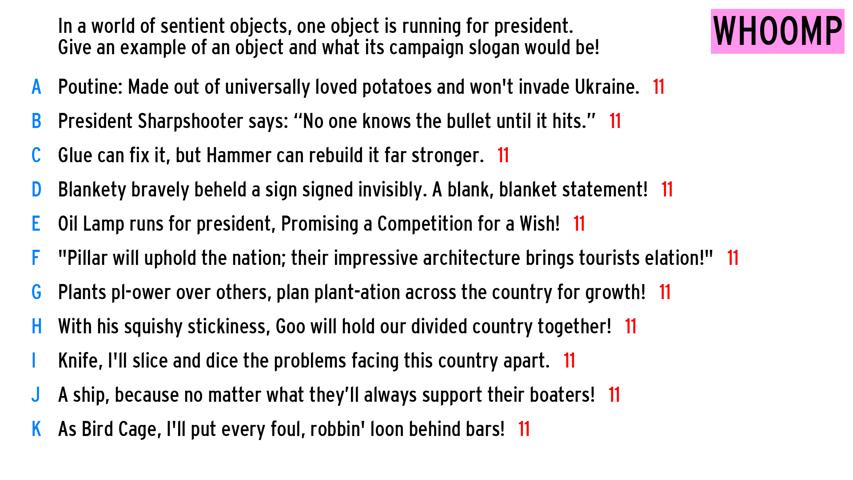 In a world of sentient objects, one object is running for president.
Give an example of an object and what its campaign slogan would be!
WHOOMP
A Poutine: Made out of universally loved potatoes and won't invade Ukraine. 11
B President Sharpshooter says: “No one knows the bullet until it hits.” 11
C Glue can fix it, but Hammer can rebuild it far stronger. 11
D Blankety bravely beheld a sign signed invisibly. A blank, blanket statement! 11
E Oil Lamp runs for president, Promising a Competition for a Wish! 11
F "Pillar will uphold the nation; their impressive architecture brings tourists elation!" 11
G Plants pl-ower over others, plan plant-ation across the country for growth! 11
H With his squishy stickiness, Goo will hold our divided country together! 11
I Knife, I'll slice and dice the problems facing this country apart. 11
J A ship, because no matter what they’ll always support their boaters! 11
K As Bird Cage, I'll put every foul, robbin' loon behind bars! 11